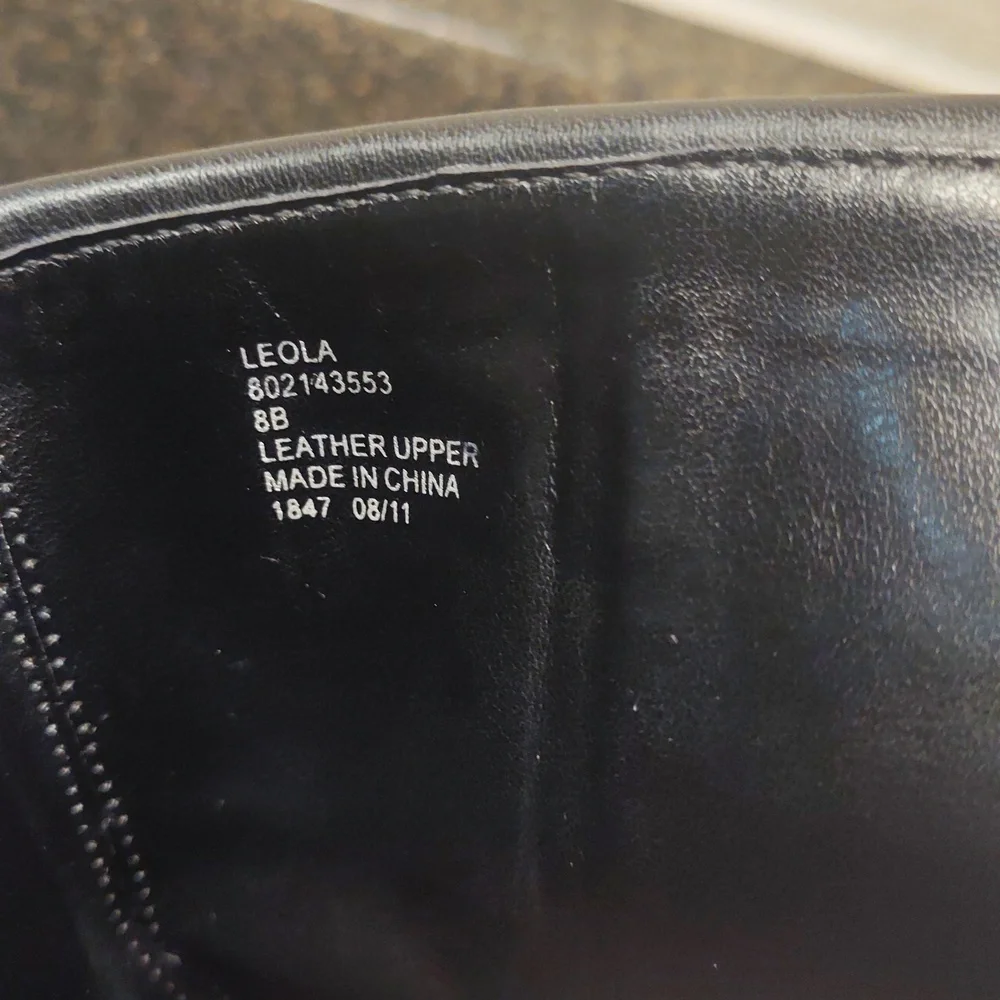 LEOLA
802143553
8B
LEATHER UPPER
MADE IN CHINA
1847 08/11